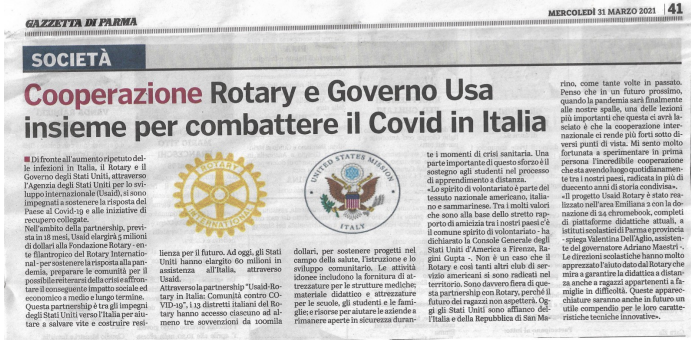 GAZZETTA DI PARMA
MERCOLEDÌ 31 MARZO 2021 41
SOCIETÀ
Cooperazione Rotary e Governo Usa
insieme per combattere il Covid in Italia
Di fronte all'aumento ripetuto del-
le infezioni in Italia, il Rotary e il
Governo degli Stati Uniti, attraverso
l'Agenzia degli Stati Uniti per lo svi-
luppo internazionale (Usaid), si sono
impegnati a sostenere la risposta del
Paese al Covid-19 e alle iniziative di
recupero collegate.
Nell'ambito della partnership, previ-
sta in 18 mesi, Usaid elargirà 5 milioni
di dollari alla Fondazione Rotary - en-
te filantropico del Rotary Internatio-
nal - per sostenere la risposta alla pan-
demia, preparare le comunità per il
possibile reiterarsi della crisi e affron-
tare il conseguente impatto sociale ed
economico a medio e lungo termine.
Questa partnership è tra gli impegni
degli Stati Uniti verso l'Italia per aiu-
tare a salvare vite e costruire resi-
ROTARY
INTERNATIONAL
lienza per il futuro. Ad oggi, gli Stati
Uniti hanno elargito 60 milioni in
assistenza all'Italia, attraverso
Usaid.
Attraverso la partnership "Usaid-Ro-
tary in Italia: Comunità contro CO-
VID-19", i 13 distretti italiani del Ro-
tary hanno accesso ciascuno ad al-
meno tre sovvenzioni da 100mila
UNITED STATES MISSION
ITALY
dollari, per sostenere progetti nel
campo della salute, l'istruzione e lo
sviluppo comunitario. Le attività
idonee includono la fornitura di at-
trezzature per le strutture mediche;
materiale didattico e attrezzature
per le scuole, gli studenti e le fami-
glie; e risorse per aiutare le aziende a
rimanere aperte in sicurezza duran-
te i momenti di crisi sanitaria. Una
parte importante di questo sforzo è il
sostegno agli studenti nel processo
di apprendimento a distanza.
«Lo spirito di volontariato è parte del
tessuto nazionale americano, italia-
no e sammarinese. Tra i molti valori
che sono alla base dello stretto rap-
porto di amicizia tra i nostri paesi c'è
il comune spirito di volontariato - ha
dichiarato la Console Generale degli
Stati Uniti d'America a Firenze, Ragini
Gupta -. Non è un caso che il
Rotary e così tanti altri club di ser-
vizio americani si sono radicati nel
territorio. Sono davvero fiera di que-
sta partnership con Rotary, perché il
futuro dei ragazzi non aspetterà. Og-
gi gli Stati Uniti sono affianco del-
l'Italia e della Repubblica di San Ma-
rino, come tante volte in passato.
Penso che in un futuro prossimo,
quando la pandemia sarà finalmente
alle nostre spalle, una delle lezioni
più importanti che questa ci avrà la-
sciato è che la cooperazione interna-
zionale ci rende più forti sotto di-
versi punti di vista. Mi sento molto
fortunata a sperimentare in prima
persona l'incredibile cooperazione
che sta avendo luogo quotidianamen-
te tra i nostri paesi, radicata in più di
duecento anni di storia condivisa».
«Il progetto Usaid Rotary è stato rea-
lizzato nell'area Emiliana 2 con la do-
nazione di 24 chromebook, completi
di piattaforme didattiche attuali, a
istituti scolastici di Parma e provincia
- spiega Valentina Dell'Aglio, assisten-
te del governatore Adriano Maestri -.
Le direzioni scolastiche hanno molto
apprezzato l'aiuto dato dal Rotary che
mira a garantire la didattica a distan-
za anche a ragazzi appartenenti a fa-
miglie in difficoltà. Queste apparec-
chiature saranno anche in futuro un
utile compendio per le loro caratte-
ristiche tecniche innovative».